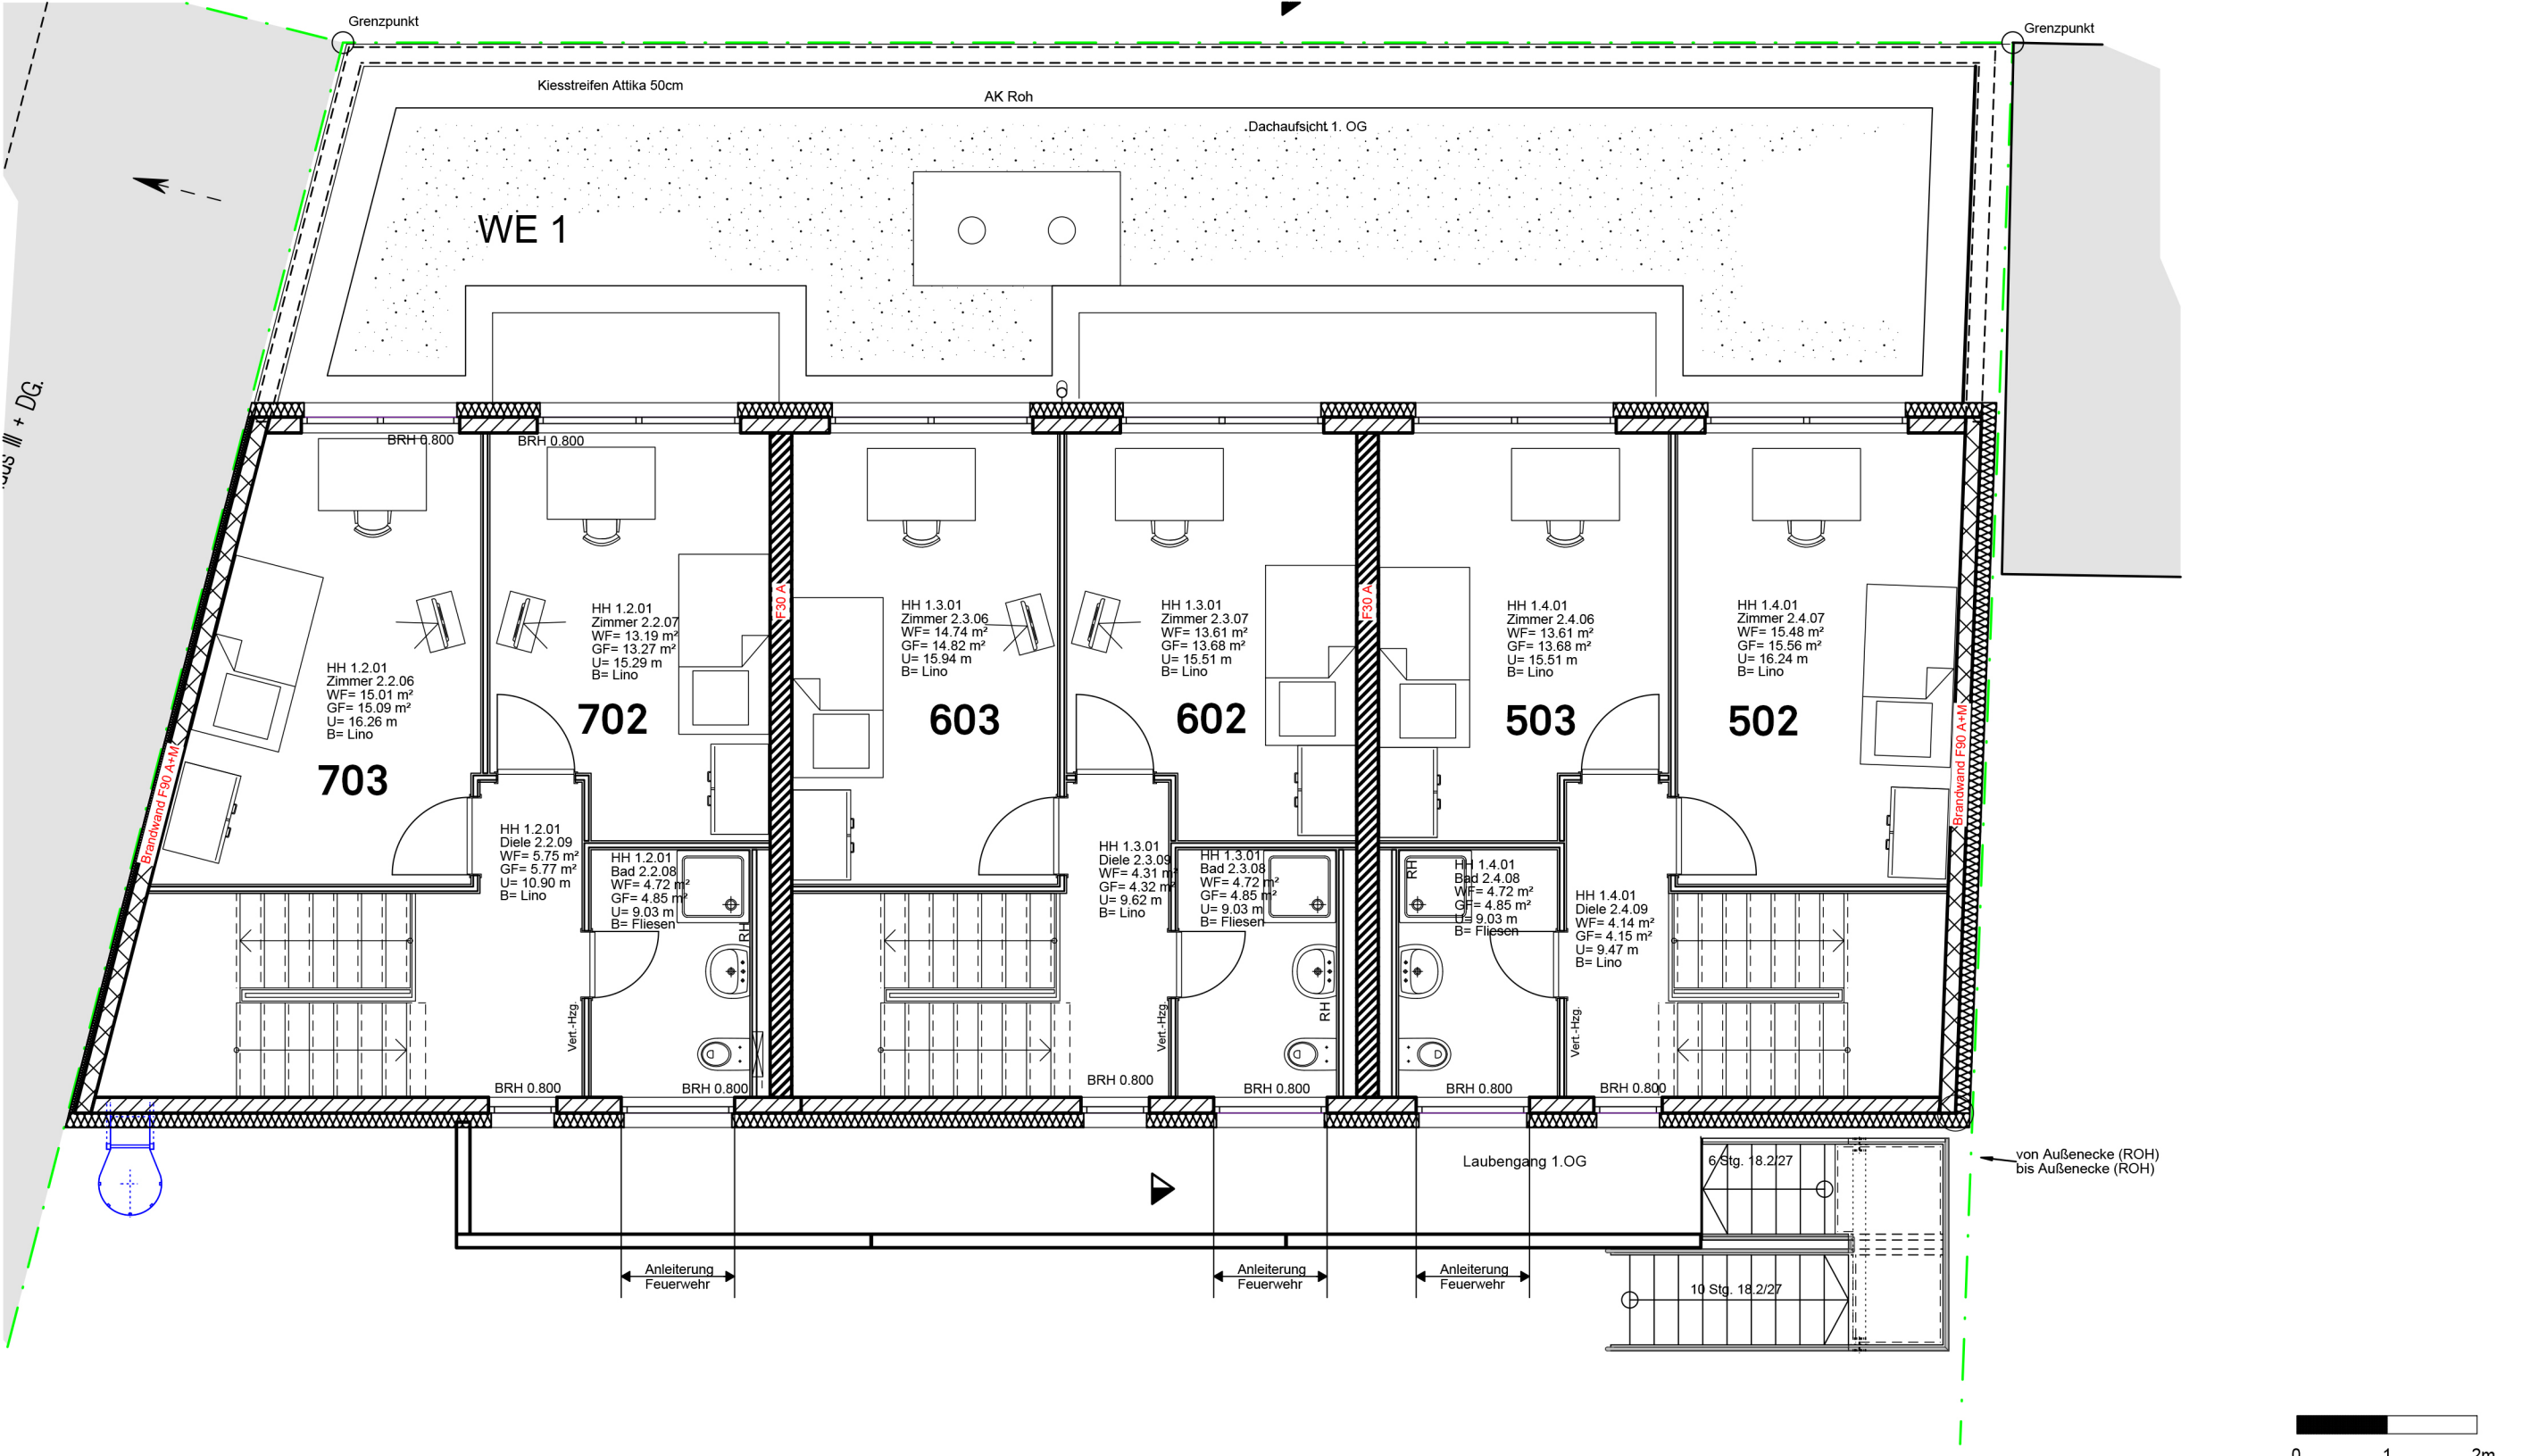 Grenzpunkt
Grenzpunkt
Kiesstreifen Attika 50cm
AK Roh
Dachaufsicht 1. OG
WE 1
III + DG.
BRH 0.800
BRH 0.800
F30 A
F30 A
HH 1.2.01
Zimmer 2.2.06
WF= 15.01 m²
GF= 15.09 m²
U= 16.26 m
B= Lino
703
HH 1.2.01
Zimmer 2.2.07
WF= 13.19 m²
GF= 13.27 m²
U= 15.29 m
B= Lino
702
HH 1.3.01
Zimmer 2.3.06
WF= 14.74 m²
GF= 14.82 m²
U= 15.94 m
B= Lino
603
HH 1.3.01
Zimmer 2.3.07
WF= 13.61 m²
GF= 13.68 m²
U= 15.51 m
B= Lino
602
HH 1.4.01
Zimmer 2.4.06
WF= 13.61 m²
GF= 13.68 m²
U= 15.51 m
B= Lino
503
HH 1.4.01
Zimmer 2.4.07
WF= 15.48 m²
GF= 15.56 m²
U= 16.24 m
B= Lino
502
Brandwand F90 A+M
Brandwand F90 A+M
HH 1.2.01
Diele 2.2.09
WF= 5.75 m²
GF= 5.77 m²
U= 10.90 m
B= Lino
HH 1.2.01
Bad 2.2.08
WF= 4.72 m²
GF= 4.85 m²
U= 9.03 m
B= Fliesen
RH
HH 1.3.01
Diele 2.3.09
WF= 4.31 m²
GF= 4.32 m²
U= 9.62 m
B= Lino
HH 1.3.01
Bad 2.3.08
WF= 4.72 m²
GF= 4.85 m²
U= 9.03 m
B= Fliesen
RH
RH
HH 1.4.01
Bad 2.4.08
WF= 4.72 m²
GF= 4.85 m²
U= 9.03 m
B= Fliesen
HH 1.4.01
Diele 2.4.09
WF= 4.14 m²
GF= 4.15 m²
U= 9.47 m
B= Lino
Vert.-Hzg.
Vert.-Hzg.
Vert.-Hzg.
BRH 0.800
BRH 0.800
BRH 0.800
BRH 0.800
BRH 0.800
BRH 0.800
Laubengang 1.OG
6 Stg. 18.2/27
von Außenecke (ROH)
bis Außenecke (ROH)
Anleiterung
Feuerwehr
Anleiterung
Feuerwehr
Anleiterung
Feuerwehr
10 Stg. 18.2/27
0 1 2m